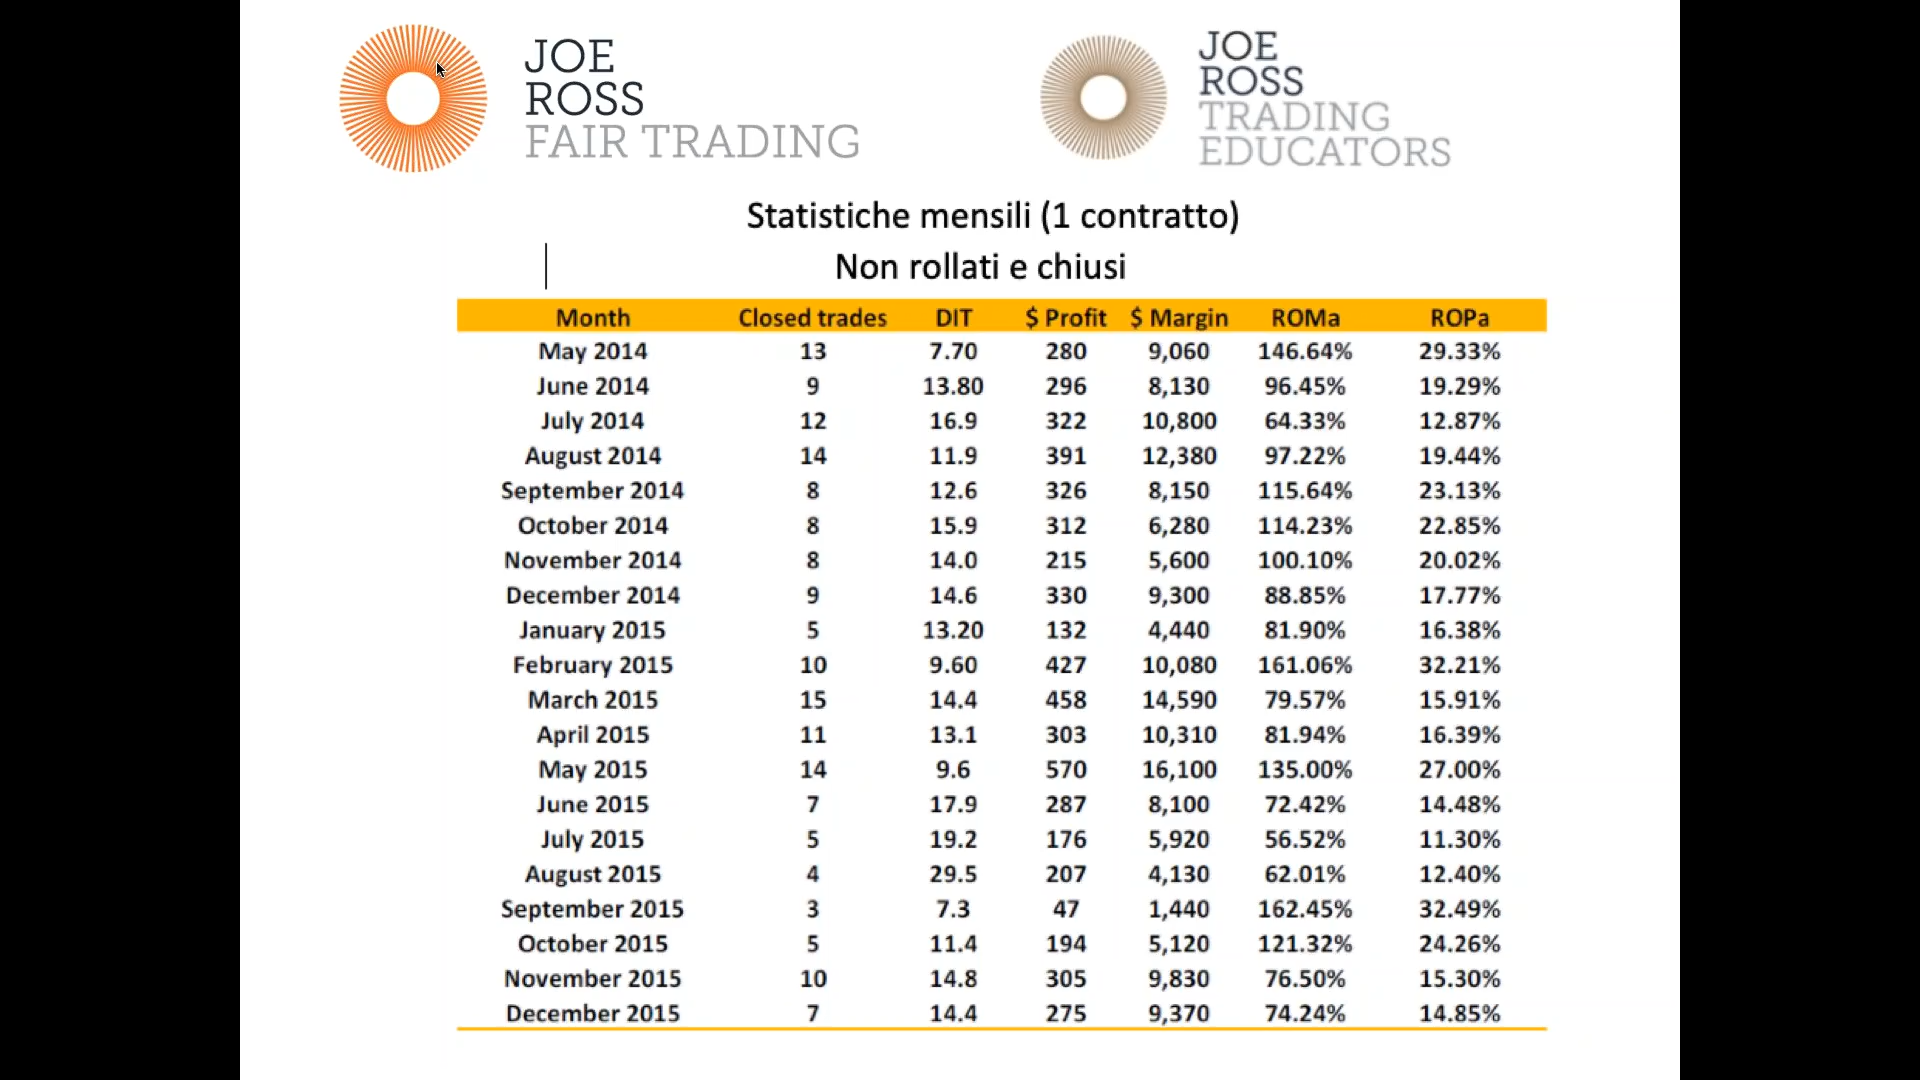 JOE
ROSS
FAIR TRADING
JOE
ROSS
TRADING
EDUCATORS
Statistiche mensili (1 contratto)
Non rollati e chiusi
Month Closed trades DIT $ Profit $ Margin ROMa ROPa
May 2014 13 7.70 280 9,060 146.64% 29.33%
June 2014 9 13.80 296 8,130 96.45% 19.29%
July 2014 12 16.9 322 10,800 64.33% 12.87%
August 2014 14 11.9 391 12,380 97.22% 19.44%
September 2014 8 12.6 326 8,150 115.64% 23.13%
October 2014 8 15.9 312 6,280 114.23% 22.85%
November 2014 8 14.0 215 5,600 100.10% 20.02%
December 2014 9 14.6 330 9,300 88.85% 17.77%
January 2015 5 13.20 132 4,440 81.90% 16.38%
February 2015 10 9.60 427 10,080 161.06% 32.21%
March 2015 15 14.4 458 14,590 79.57% 15.91%
April 2015 11 13.1 303 10,310 81.94% 16.39%
May 2015 14 9.6 570 16,100 135.00% 27.00%
June 2015 7 17.9 287 8,100 72.42% 14.48%
July 2015 5 19.2 176 5,920 56.52% 11.30%
August 2015 4 29.5 207 4,130 62.01% 12.40%
September 2015 3 7.3 47 1,440 162.45% 32.49%
October 2015 5 11.4 194 5,120 121.32% 24.26%
November 2015 10 14.8 305 9,830 76.50% 15.30%
December 2015 7 14.4 275 9,370 74.24% 14.85%